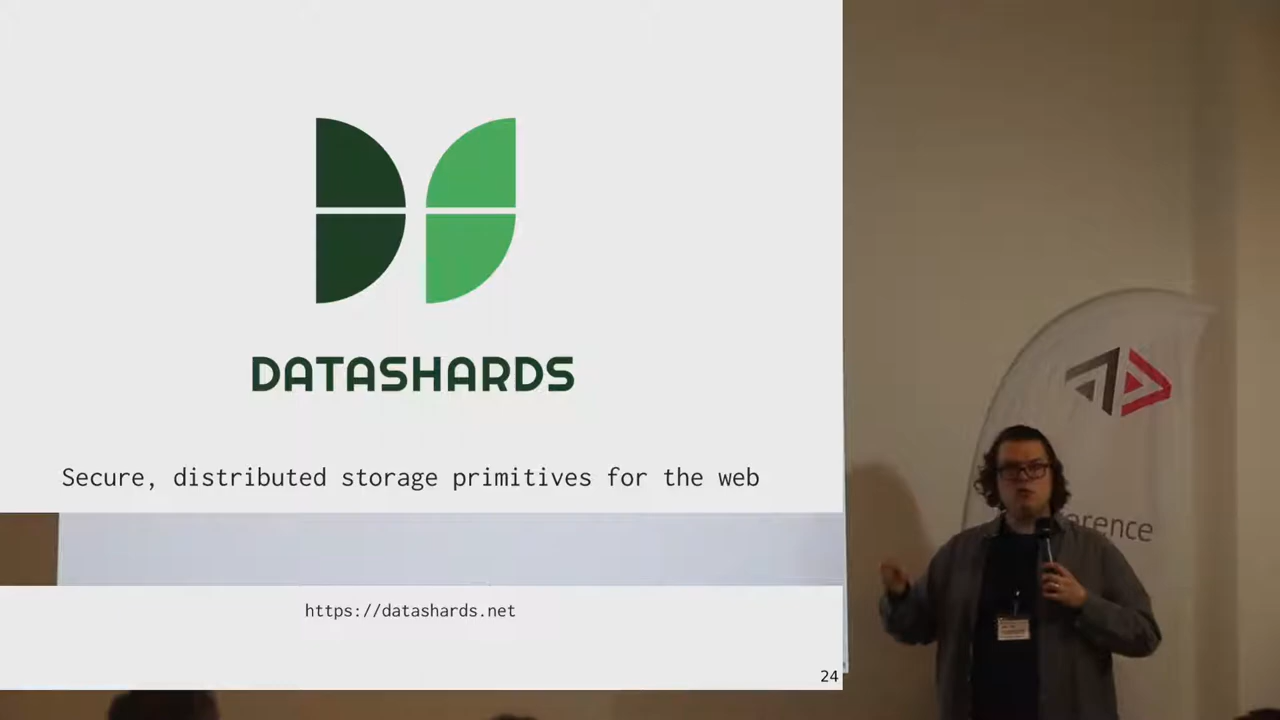 DATASHARDS
Secure, distributed storage primitives for the web
https://datashards.net
24